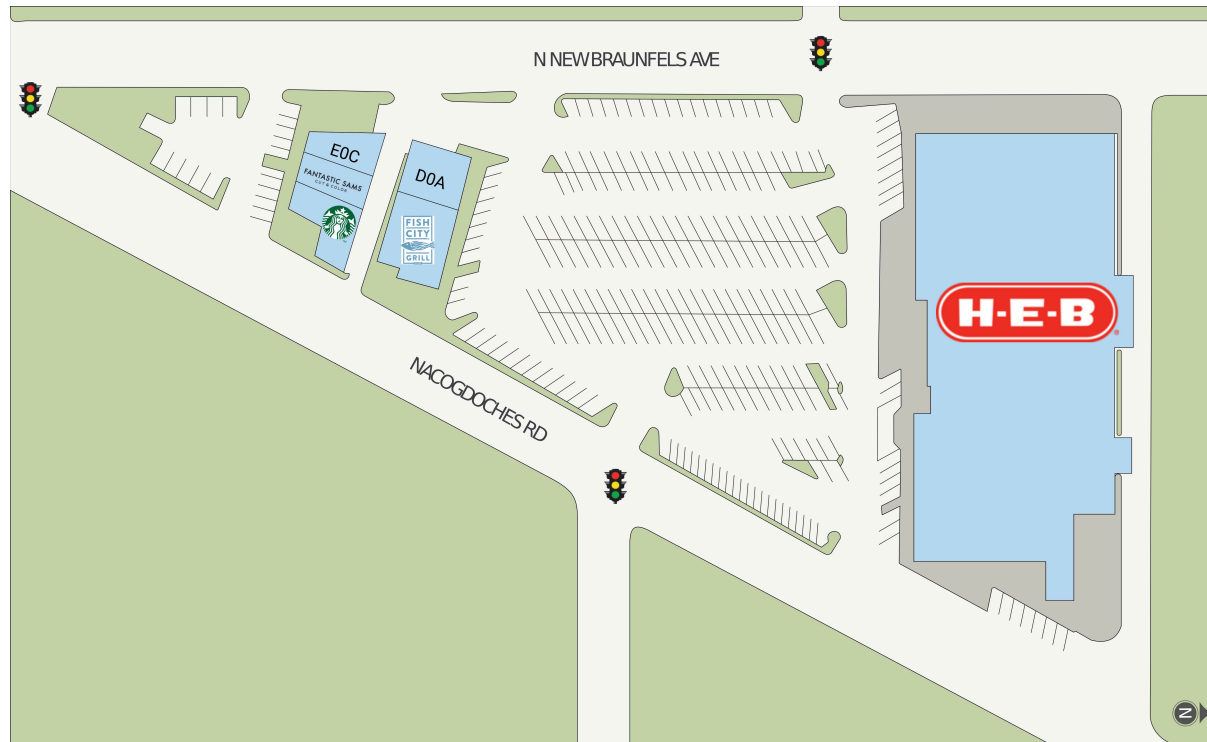 N NEW BRAUNFELS AVE
E0C
FANTASTIC SAMS
CUT & COLOR
D0A
FISH
CITY
GRILL
H-E-B
NACOGDOCHES RD
N